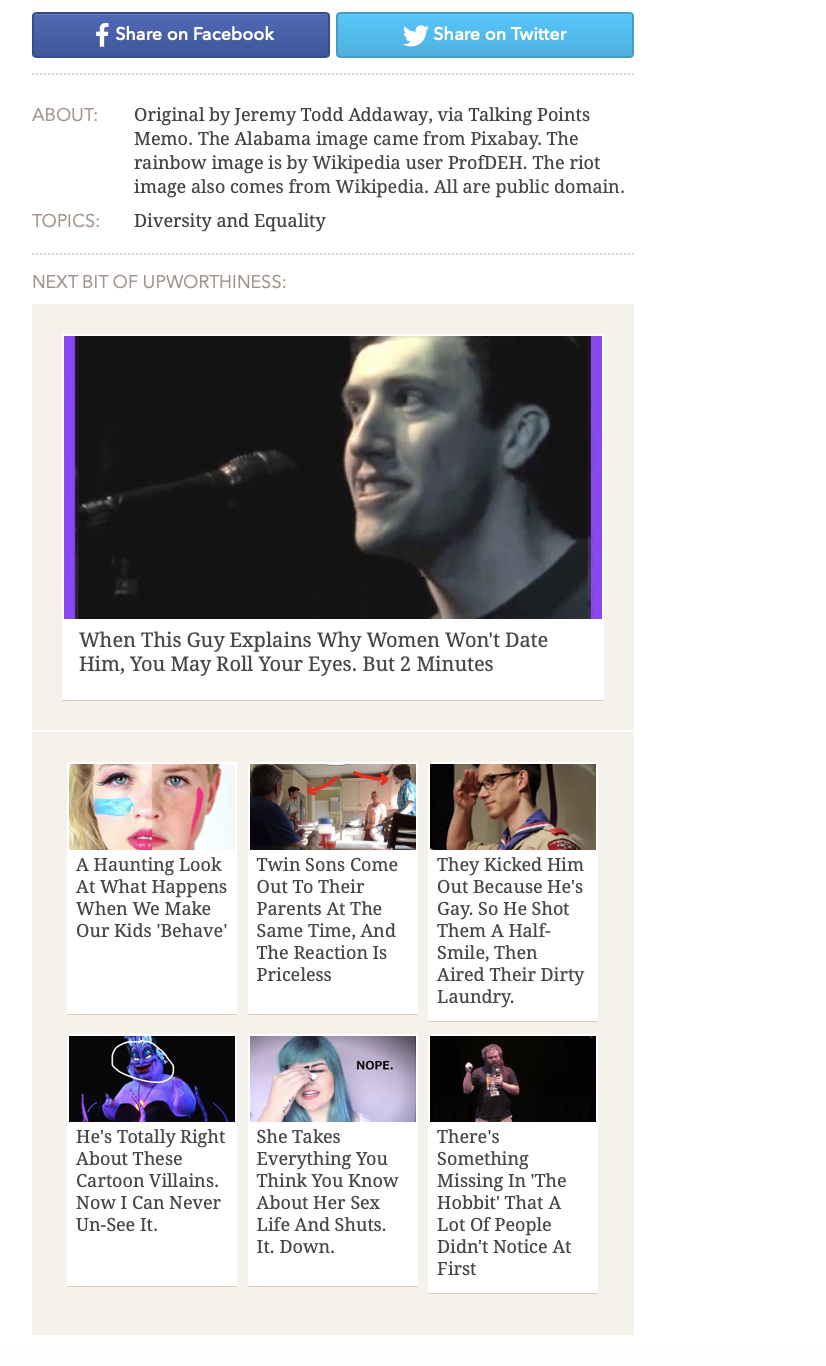 Share on Facebook
Share on Twitter
ABOUT:
Original by Jeremy Todd Addaway, via Talking Points
Memo. The Alabama image came from Pixabay. The
rainbow image is by Wikipedia user ProfDEH. The riot
image also comes from Wikipedia. All are public domain.
TOPICS:
Diversity and Equality
NEXT BIT OF UPWORTHINESS:
When This Guy Explains Why Women Won't Date
Him, You May Roll Your Eyes. But 2 Minutes
A Haunting Look
At What Happens
When We Make
Our Kids 'Behave'
Twin Sons Come
Out To Their
Parents At The
Same Time, And
The Reaction Is
Priceless
They Kicked Him
Out Because He's
Gay. So He Shot
Them A Half-
Smile, Then
Aired Their Dirty
Laundry.
He's Totally Right
About These
Cartoon Villains.
Now I Can Never
Un-See It.
NOPE.
She Takes
Everything You
Think You Know
About Her Sex
Life And Shuts.
It. Down.
There's
Something
Missing In 'The
Hobbit' That A
Lot Of People
Didn't Notice At
First